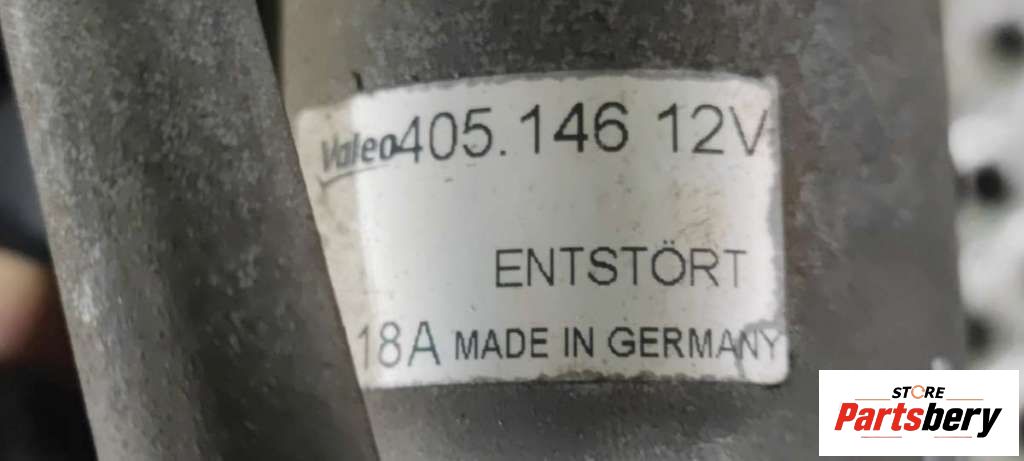 Valeo 405.146 12V
ENTSTÖRT
18A MADE IN GERMANY
STORE
Partsbery